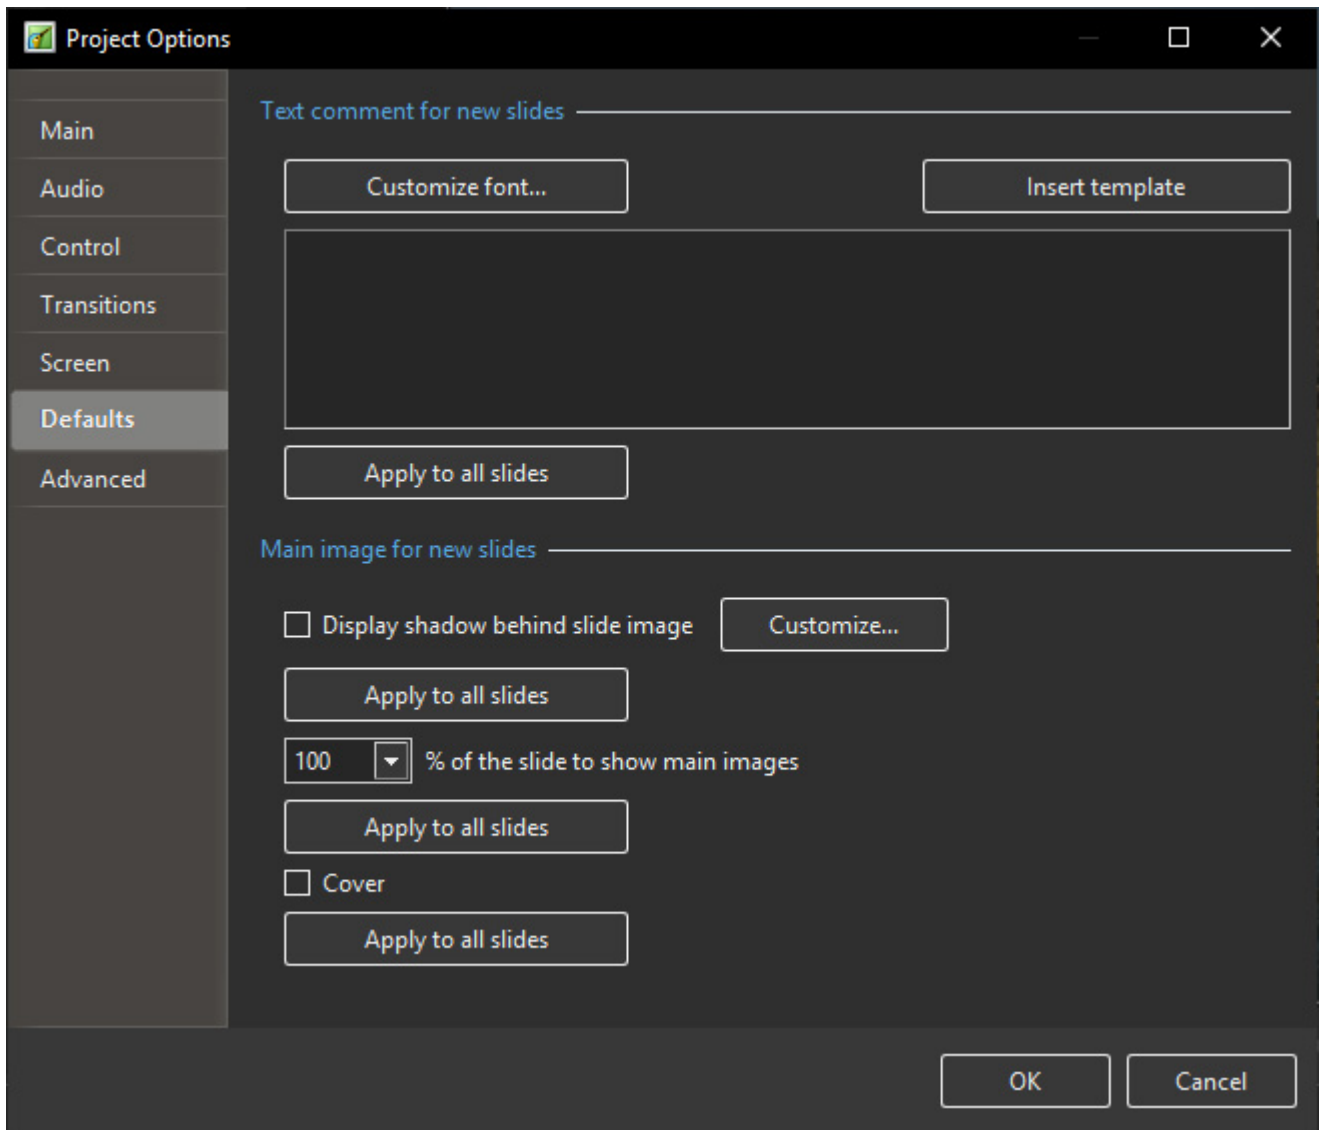 Project Options
Main
Audio
Control
Transitions
Screen
Defaults
Advanced
Text comment for new slides
Customize font...
Insert template
Apply to all slides
Main image for new slides
Display shadow behind slide image
Customize...
Apply to all slides
100
% of the slide to show main images
Apply to all slides
Cover
Apply to all slides
OK
Cancel